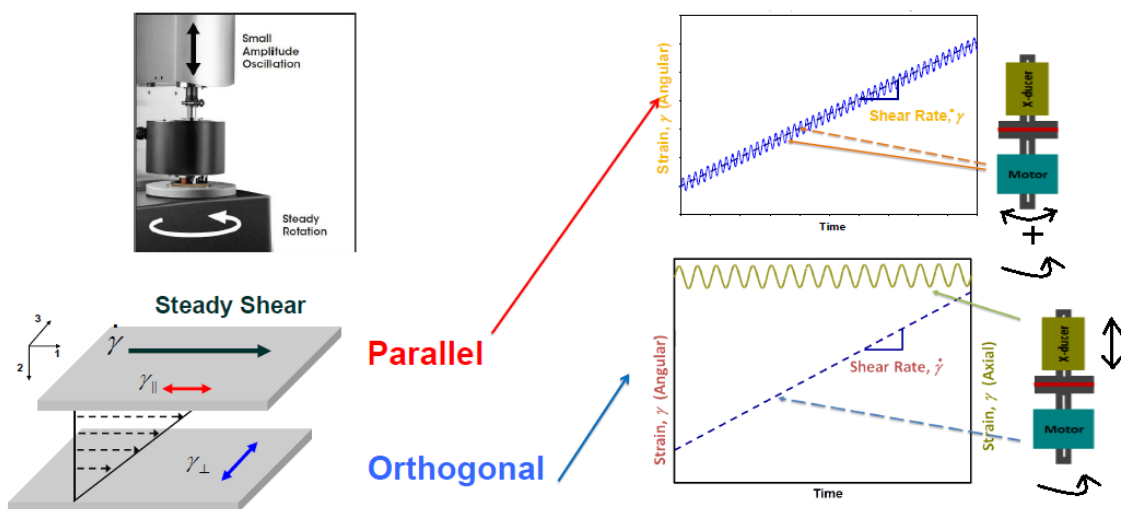 Small
Amplitude
Oscillation
Steady
Rotation
Steady Shear
3
1
2
γ̇
γ∥
γ⊥
Parallel
Orthogonal
Strain, γ (Angular)
Shear Rate, γ̇
Time
X-ducer
Motor
+
Strain, γ (Angular)
Shear Rate, γ̇
Strain, γ (Axial)
Time
X-ducer
Motor